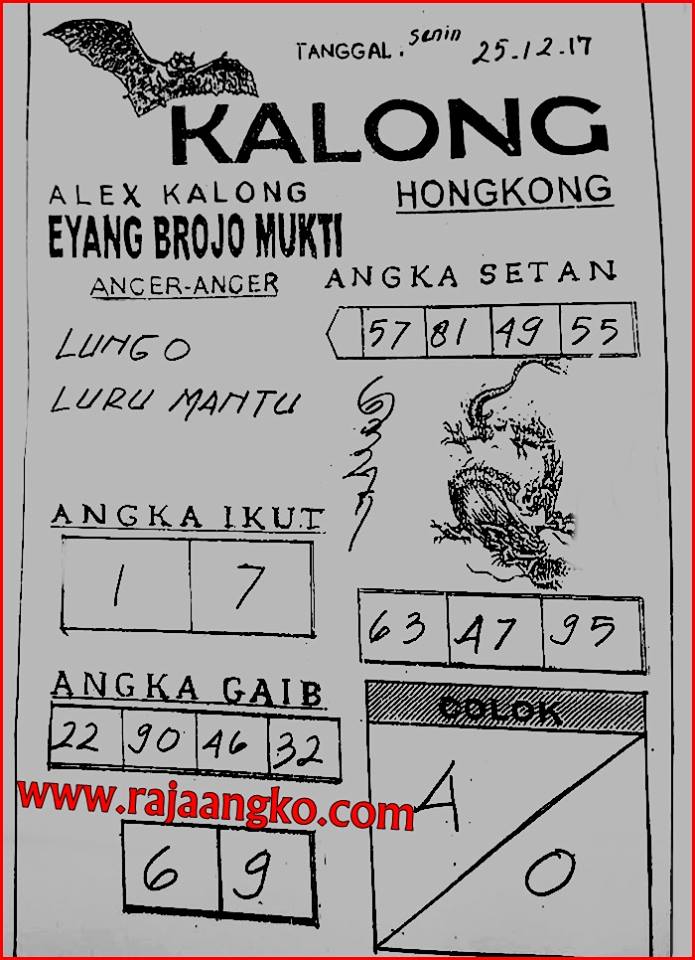 TANGGAL. senin 25-12-17
KALONG
ALEX KALONG
HONGKONG
EYANG BROJO MUKTI
ANGER-ANGER
ANGKA SETAN
57 81 49 55
LUNGO
LURU MANTU
6
3
2
4
ANGKA IKUT
1 7
63 47 95
ANGKA GAIB
22 90 46 32
COLOK
4
0
www.rajaangko.com
6 9